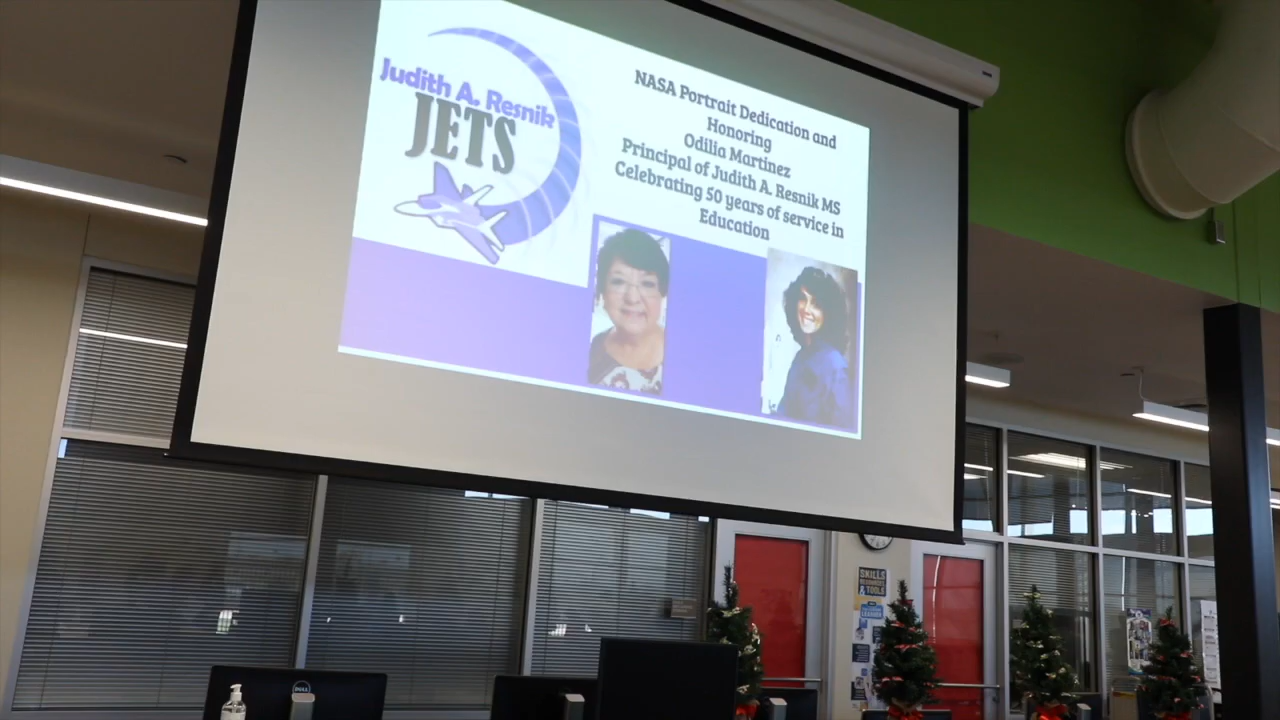 Judith A. Resnik
JETS
NASA Portrait Dedication and
Honoring
Odilia Martinez
Principal of Judith A. Resnik MS
Celebrating 50 years of service in
Education
SKILLS
& TOOLS
DELL